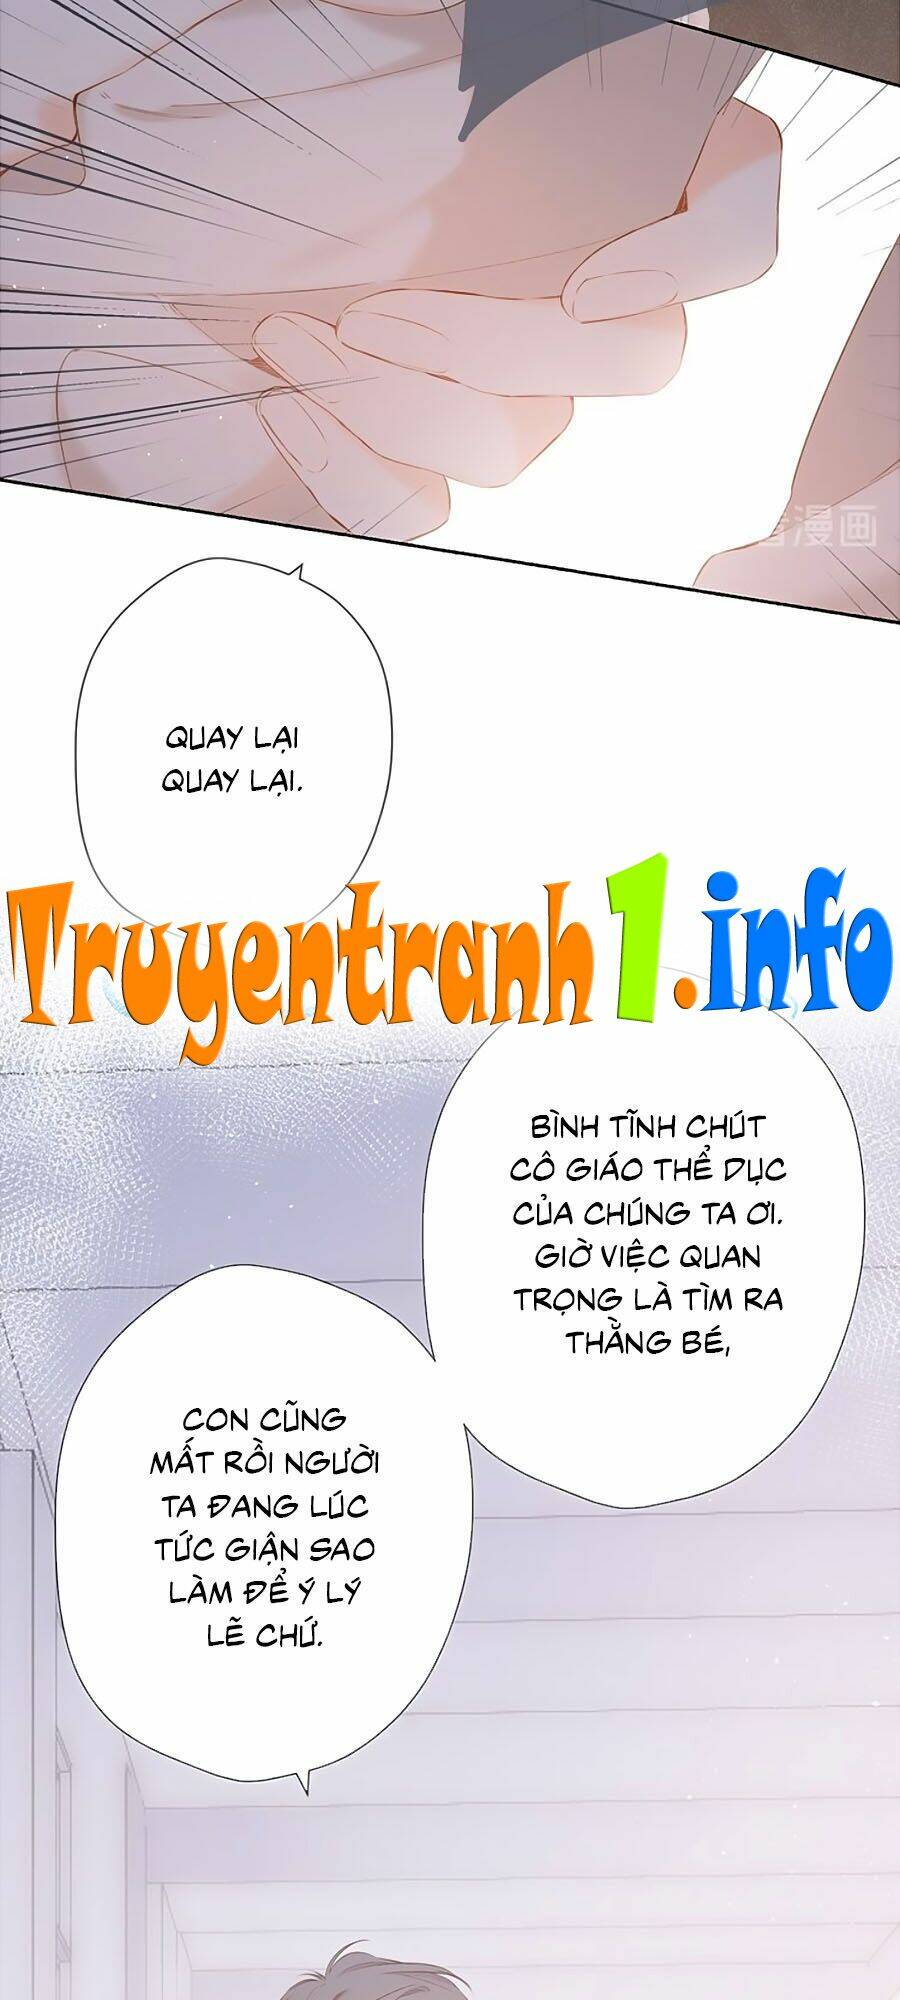 漫画
QUAY LẠI
QUAY LẠI.
Truyentranh1.info
BÌNH TĨNH CHÚT
CÔ GIÁO THỂ DỤC
CỦA CHÚNG TA ƠI.
GIỜ VIỆC QUAN
TRỌNG LÀ TÌM RA
THẰNG BÉ,
CON CŨNG
MẤT RỒI NGƯỜI
TA ĐANG LÚC
TỨC GIẬN SAO
LÀM ĐỂ Ý LÝ
LẼ CHỨ.